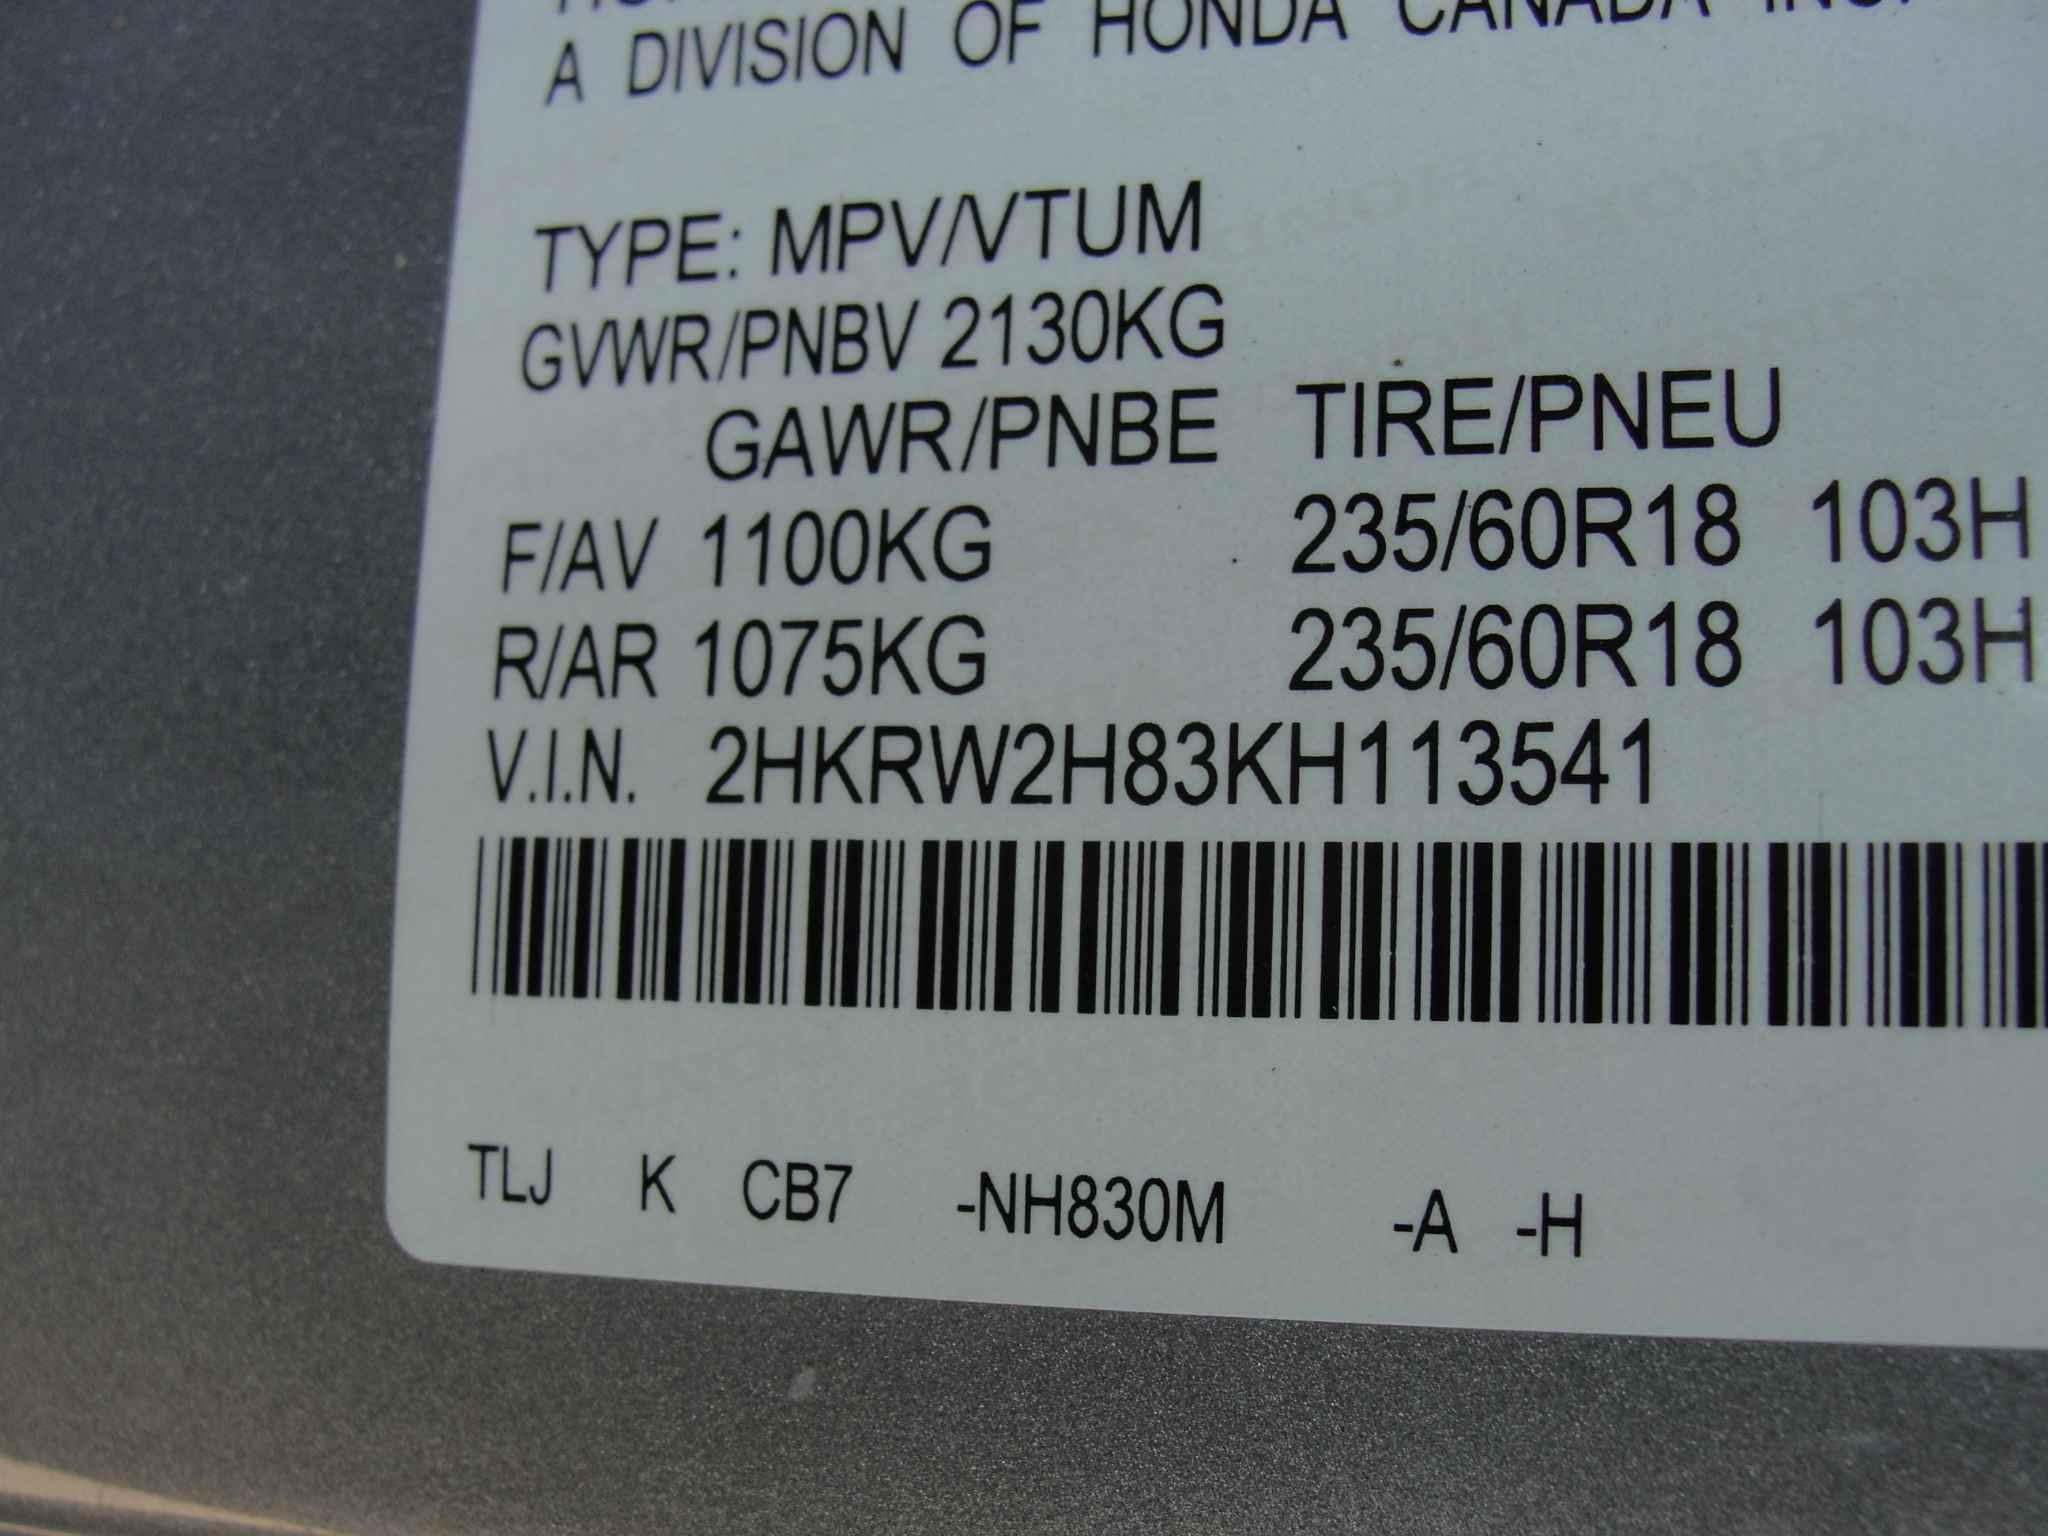 A DIVISION OF HONDA CANADA INC.
TYPE: MPV/VTUM
GVWR/PNBV 2130KG
GAWR/PNBE TIRE/PNEU
F/AV 1100KG 235/60R18 103H
R/AR 1075KG 235/60R18 103H
V.I.N. 2HKRW2H83KH113541
TLJ K CB7 -NH830M -A -H